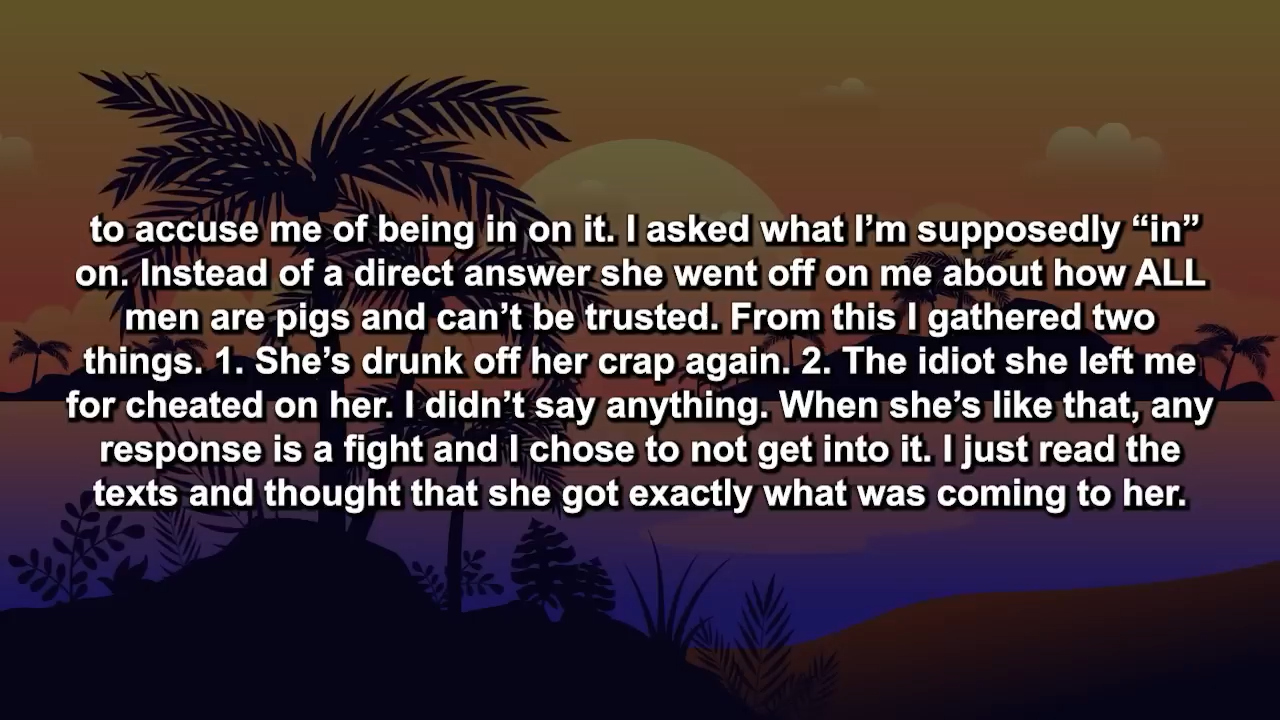 to accuse me of being in on it. I asked what I’m supposedly “in”
on. Instead of a direct answer she went off on me about how ALL
men are pigs and can’t be trusted. From this I gathered two
things. 1. She’s drunk off her crap again. 2. The idiot she left me
for cheated on her. I didn’t say anything. When she’s like that, any
response is a fight and I chose to not get into it. I just read the
texts and thought that she got exactly what was coming to her.